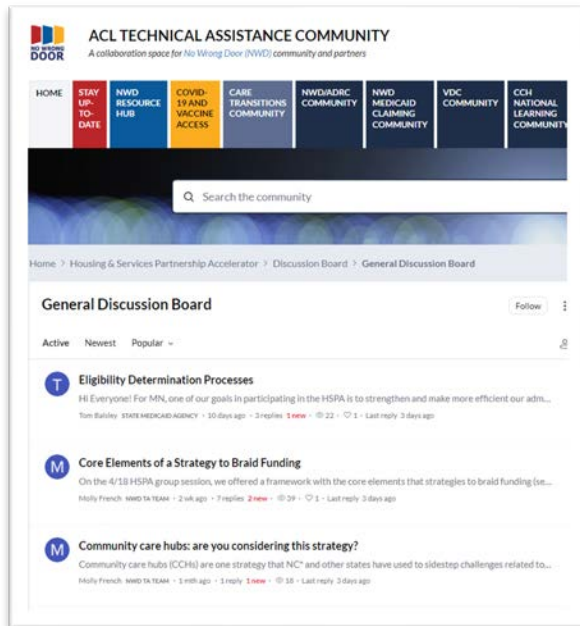 NO WRONG
DOOR
ACL TECHNICAL ASSISTANCE COMMUNITY
A collaboration space for No Wrong Door (NWD) community and partners
HOME
STAY UP-TO-DATE
NWD RESOURCE HUB
COVID-19 AND VACCINE ACCESS
CARE TRANSITIONS COMMUNITY
NWD/ADRC COMMUNITY
NWD MEDICAID CLAIMING COMMUNITY
VDC COMMUNITY
CCH NATIONAL LEARNING COMMUNITY
Search the community
Home > Housing & Services Partnership Accelerator > Discussion Board > General Discussion Board
General Discussion Board
Follow
Active Newest Popular
T
Eligibility Determination Processes
Hi Everyone! For MN, one of our goals in participating in the HSPA is to strengthen and make more efficient our adm...
Tom Balsley STATE MEDICAID AGENCY • 10 days ago • 3 replies 1 new • 22 • 1 • Last reply 3 days ago
M
Core Elements of a Strategy to Braid Funding
On the 4/18 HSPA group session, we offered a framework with the core elements that strategies to braid funding (se...
Molly French NWD TA TEAM • 2 wk ago • 7 replies 2 new • 39 • 1 • Last reply 3 days ago
M
Community care hubs: are you considering this strategy?
Community care hubs (CCHs) are one strategy that NC* and other states have used to sidestep challenges related to...
Molly French NWD TA TEAM • 1 mth ago • 1 reply 1 new • 18 • Last reply 3 days ago